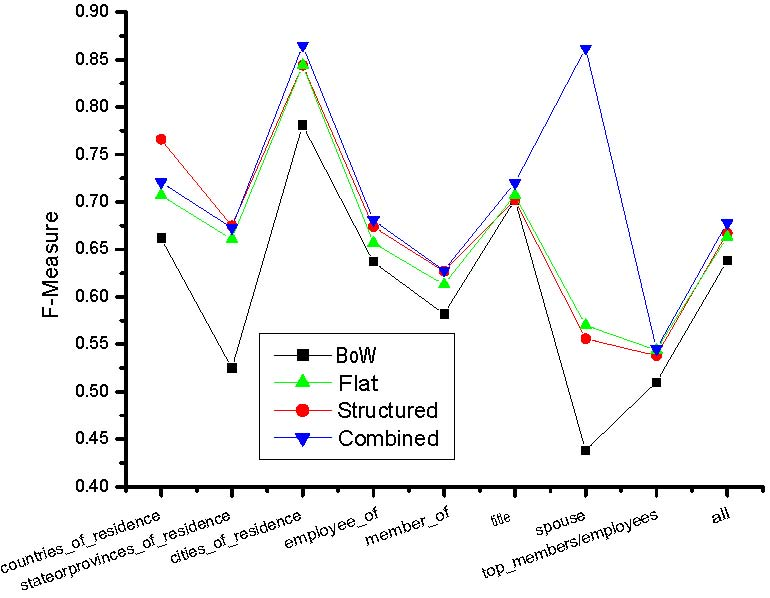 0.90
0.85
0.80
0.75
0.70
0.65
0.60
0.55
0.50
0.45
0.40
F-Measure
BoW
Flat
Structured
Combined
countries_of_residence
stateorprovinces_of_residence
cities_of_residence
employee_of
member_of
title
spouse
top_members/employees
all